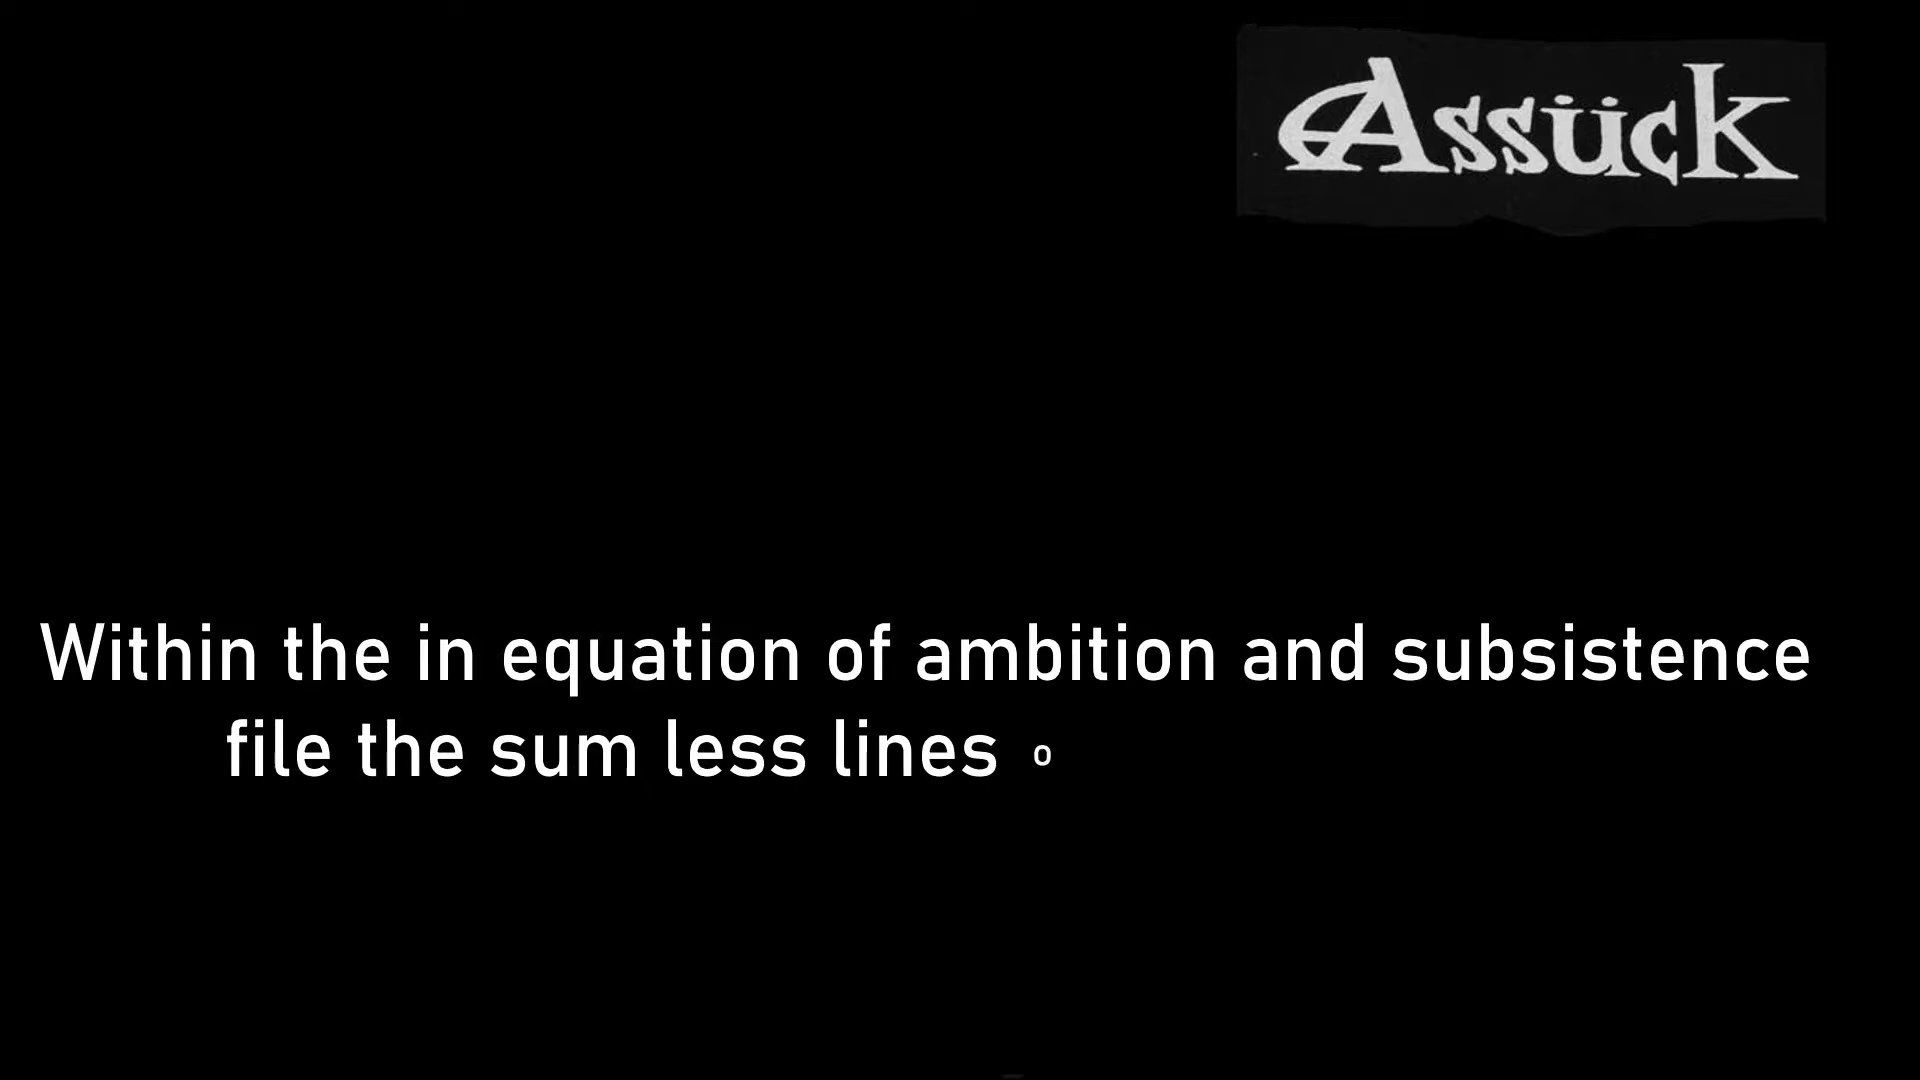 Assück
Within the in equation of ambition and subsistence
file the sum less lines o